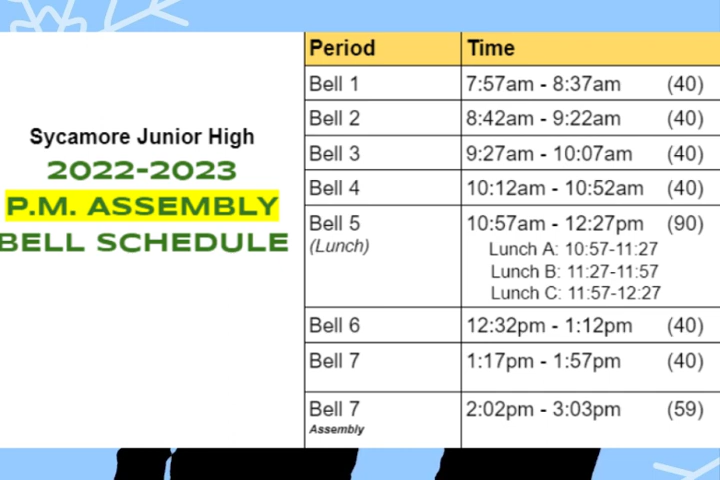 Sycamore Junior High
2022-2023
P.M. ASSEMBLY
BELL SCHEDULE
Period Time
Bell 1 7:57am - 8:37am (40)
Bell 2 8:42am - 9:22am (40)
Bell 3 9:27am - 10:07am (40)
Bell 4 10:12am - 10:52am (40)
Bell 5 10:57am - 12:27pm (90)
(Lunch) Lunch A: 10:57-11:27
Lunch B: 11:27-11:57
Lunch C: 11:57-12:27
Bell 6 12:32pm - 1:12pm (40)
Bell 7 1:17pm - 1:57pm (40)
Bell 7 2:02pm - 3:03pm (59)
Assembly